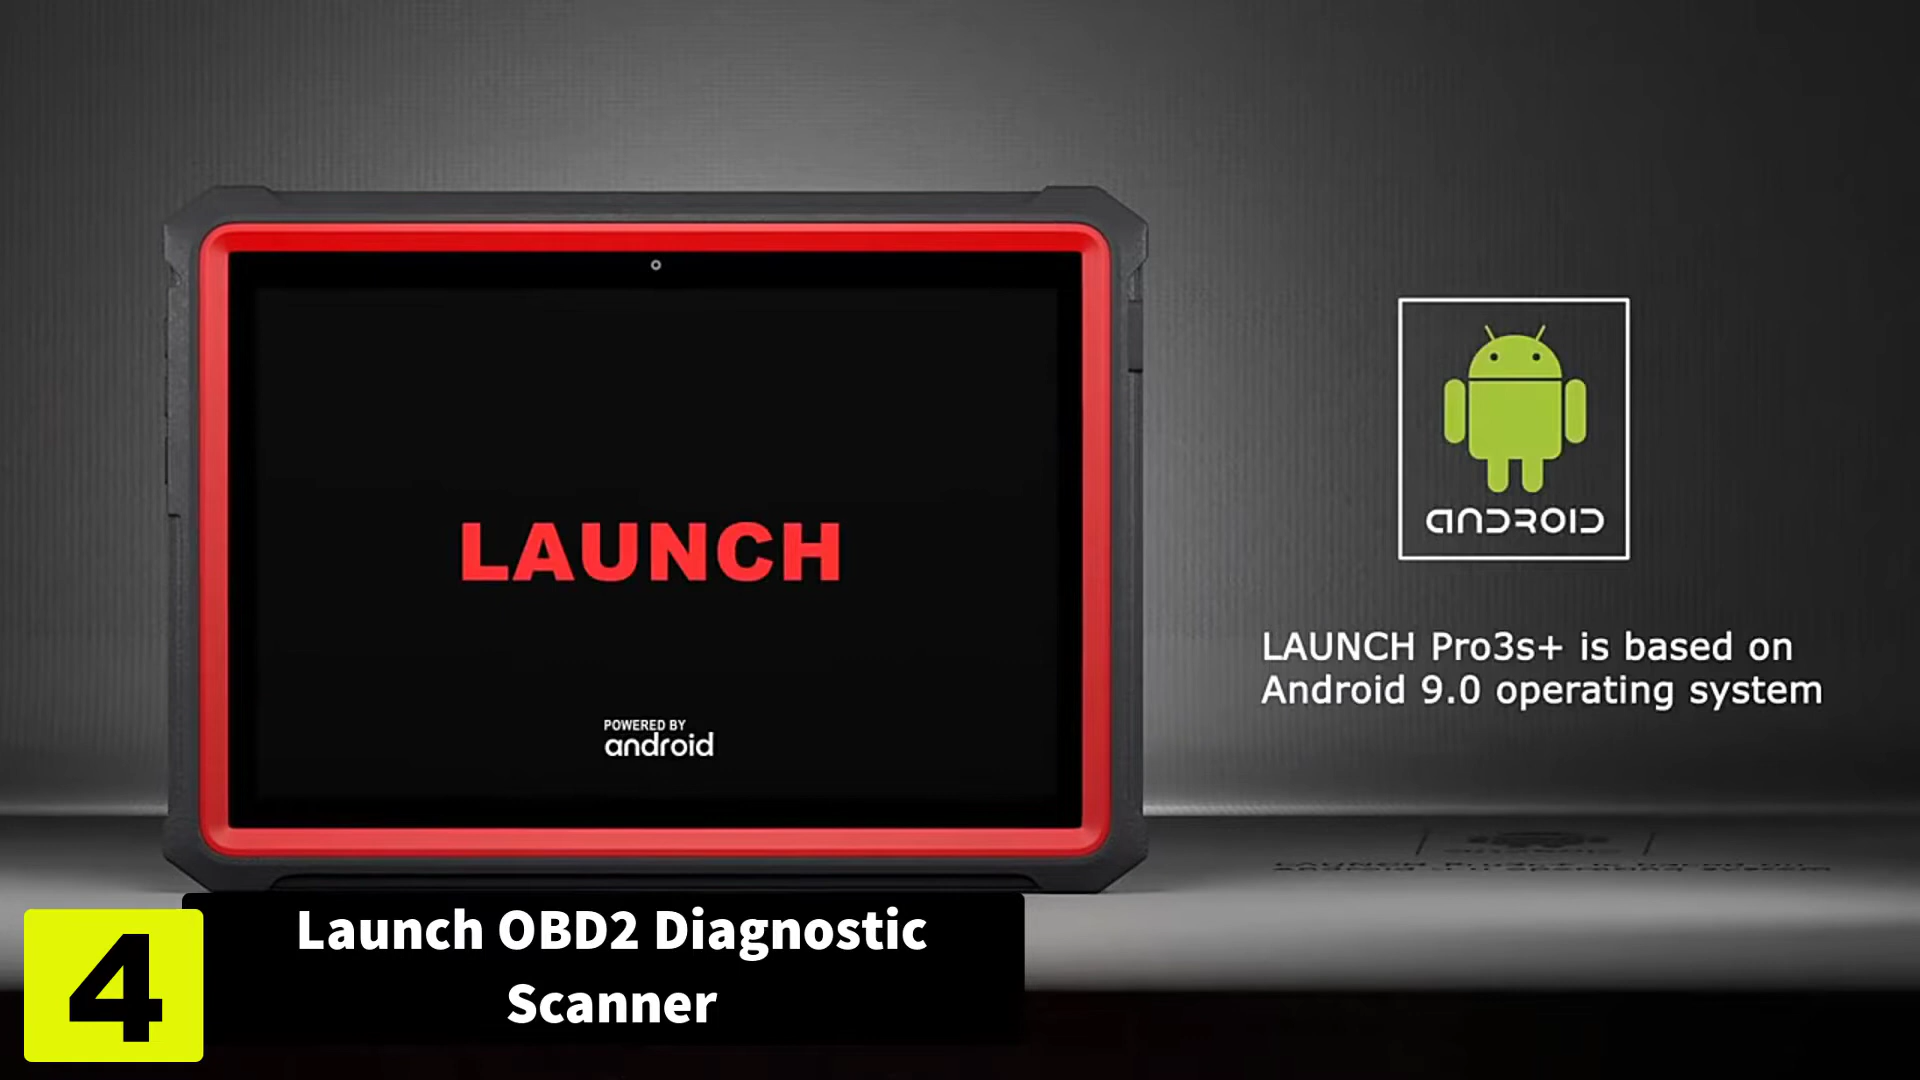 LAUNCH
POWERED BY
android
ANDROID
LAUNCH Pro3s+ is based on
Android 9.0 operating system
4
Launch OBD2 Diagnostic
Scanner